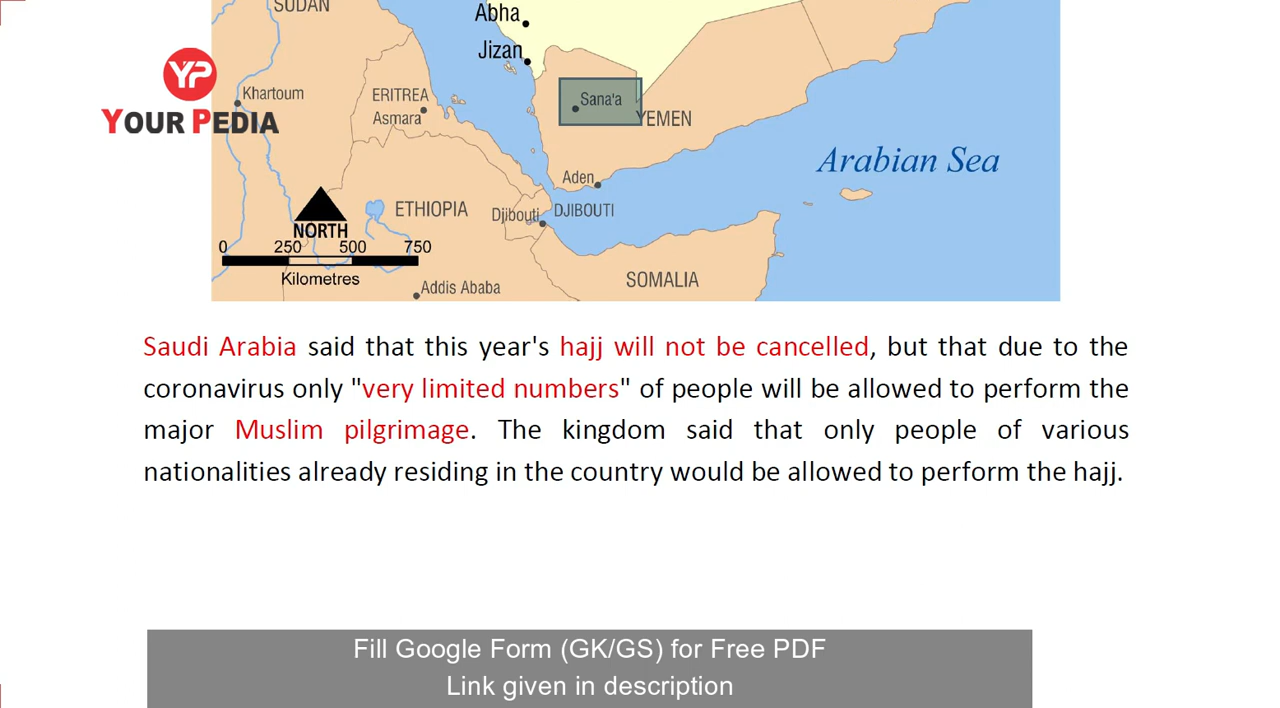 SUDAN
Abha
Jizan
YP
YOUR PEDIA
Khartoum
ERITREA
Asmara
Sana'a
YEMEN
Arabian Sea
Aden
NORTH
ETHIOPIA
Djibouti
DJIBOUTI
0 250 500 750
Kilometres
SOMALIA
Addis Ababa
Saudi Arabia said that this year's hajj will not be cancelled, but that due to the
coronavirus only "very limited numbers" of people will be allowed to perform the
major Muslim pilgrimage. The kingdom said that only people of various
nationalities already residing in the country would be allowed to perform the hajj.
Fill Google Form (GK/GS) for Free PDF
Link given in description